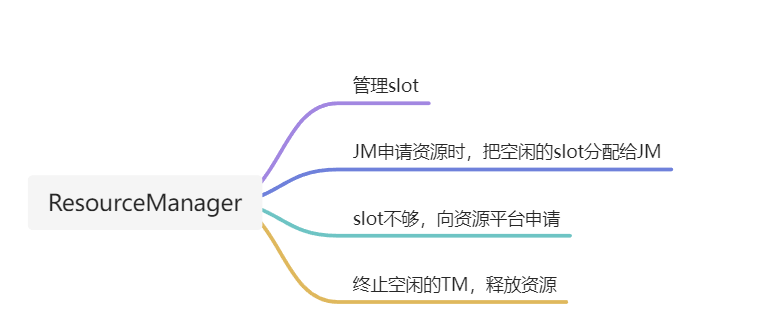 管理slot
JM申请资源时，把空闲的slot分配给JM
ResourceManager
slot不够，向资源平台申请
终止空闲的TM，释放资源